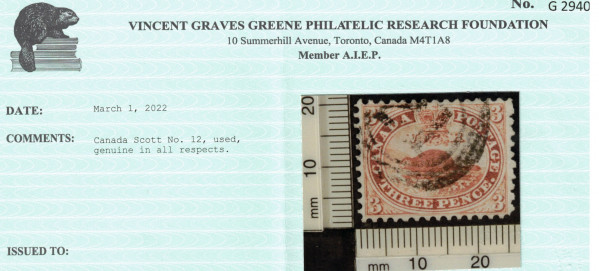 No. G 2940
VINCENT GRAVES GREENE PHILATELIC RESEARCH FOUNDATION
10 Summerhill Avenue, Toronto, Canada M4T1A8
Member A.I.E.P.
DATE: March 1, 2022
COMMENTS: Canada Scott No. 12, used,
genuine in all respects.
20
10
mm
CANADA POSTAGE
3 3
THREE PENCE
3 3
mm 10 20
ISSUED TO: